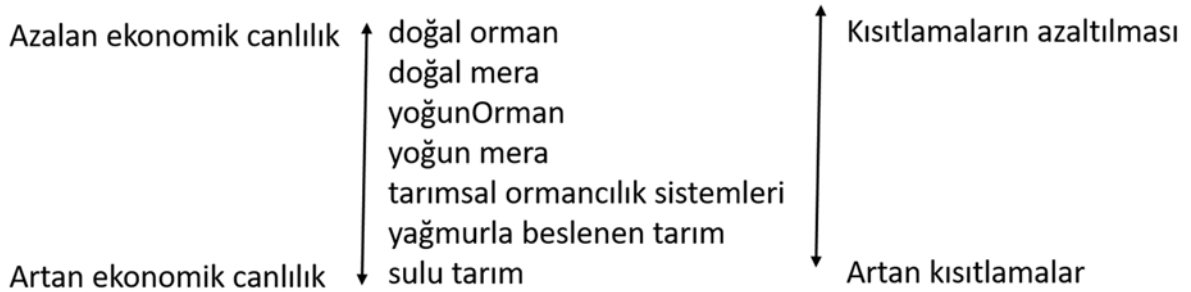 Azalan ekonomik canlılık
doğal orman
Kısıtlamaların azaltılması
doğal mera
yoğunOrman
yoğun mera
tarımsal ormancılık sistemleri
yağmurla beslenen tarım
Artan ekonomik canlılık
sulu tarım
Artan kısıtlamalar